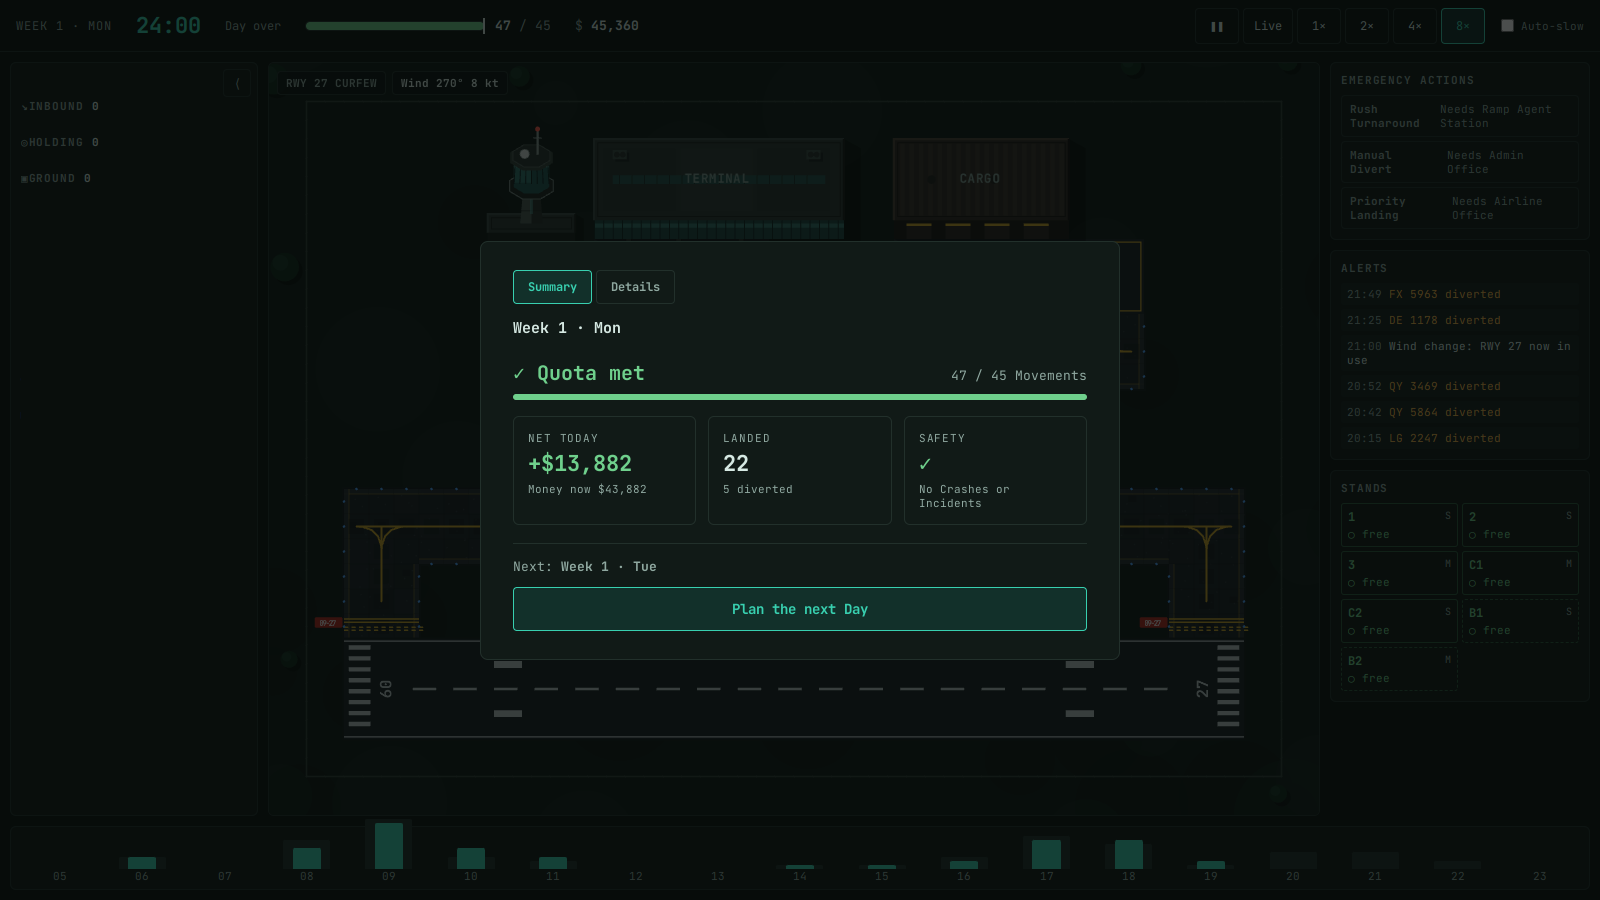 WEEK 1 · MON 24:00 Day over 47 / 45 $ 45,360 Live 1× 2× 4× 8× Auto-slow
INBOUND 0
HOLDING 0
GROUND 0
RWY 27 CURFEW Wind 270° 8 kt
TERMINAL
CARGO
09-27
09-27
09
27
Summary Details
Week 1 · Mon
✓ Quota met 47 / 45 Movements
NET TODAY
+$13,882
Money now $43,882
LANDED
22
5 diverted
SAFETY
✓
No Crashes or
Incidents
Next: Week 1 · Tue
Plan the next Day
EMERGENCY ACTIONS
Rush Needs Ramp Agent
Turnaround Station
Manual Needs Admin
Divert Office
Priority Needs Airline
Landing Office
ALERTS
21:49 FX 5963 diverted
21:25 DE 1178 diverted
21:00 Wind change: RWY 27 now in
use
20:52 QY 3469 diverted
20:42 QY 5864 diverted
20:15 LG 2247 diverted
STANDS
1 S 2 S
○ free ○ free
3 M C1 M
○ free ○ free
C2 S B1 S
○ free ○ free
B2 M
○ free
05 06 07 08 09 10 11 12 13 14 15 16 17 18 19 20 21 22 23